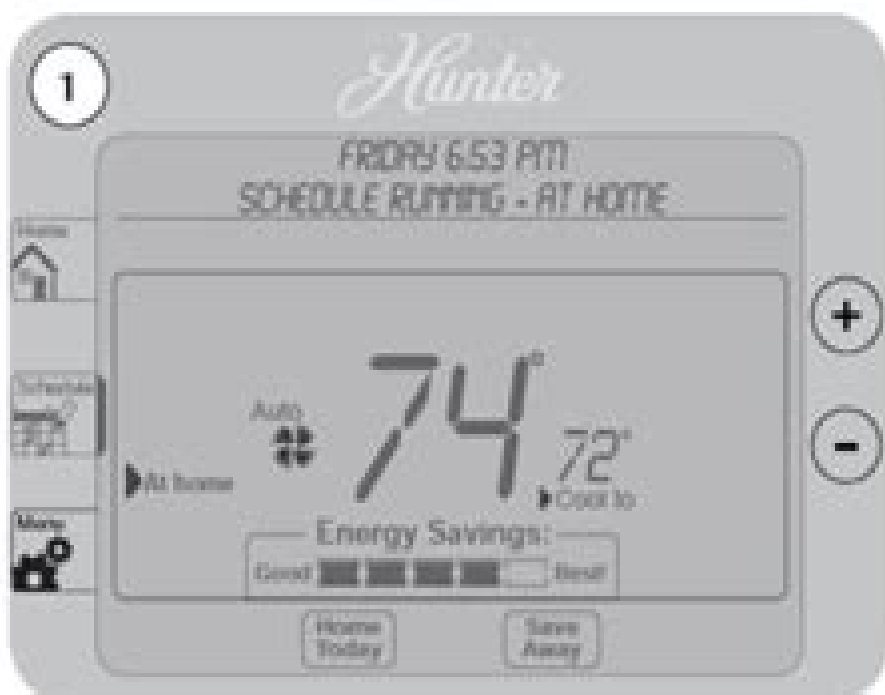 1
Hunter
FRIDAY 6:53 PM
SCHEDULE RUNNING - AT HOME
Home
Schedule
Menu
Auto
74°
72°
At home
Cool to
Energy Savings:
Good
Best!
+
-
Home
Today
Save
Away